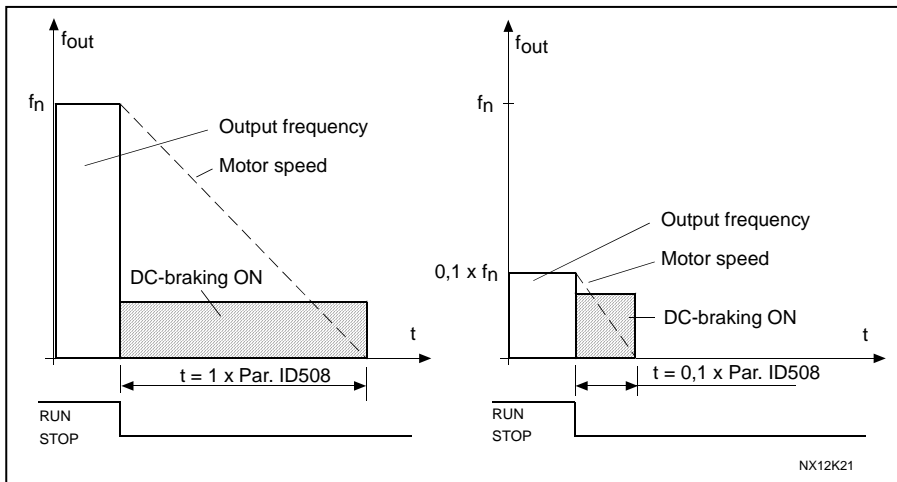 fout
fn
Output frequency
Motor speed
DC-braking ON
t
t = 1 x Par. ID508
RUN
STOP
fout
fn
Output frequency
Motor speed
0,1 x fn
DC-braking ON
t
t = 0,1 x Par. ID508
RUN
STOP
NX12K21